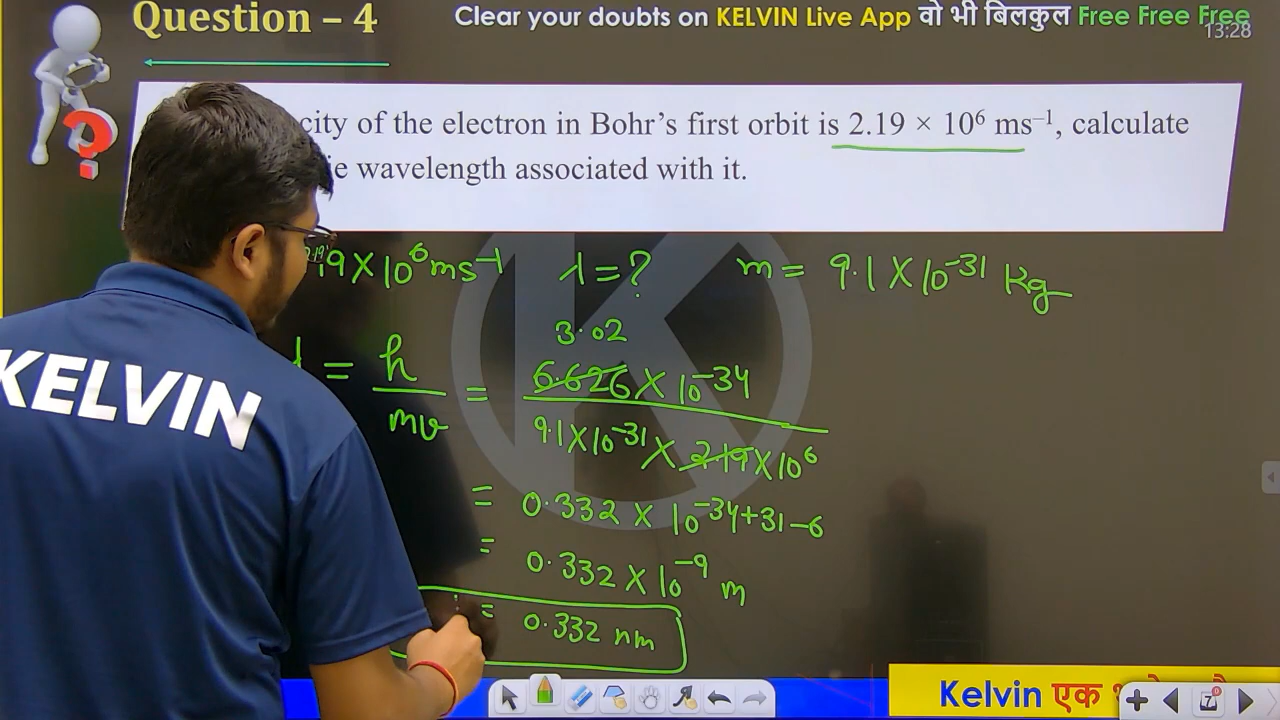 Question – 4
Clear your doubts on KELVIN Live App वो भी बिलकुल Free Free Free
13:28
of the electron in Bohr's first orbit is 2.19 × 10⁶ ms⁻¹, calculate
wavelength associated with it.
19 × 10⁶ ms⁻¹ λ = ? m = 9.1 × 10⁻³¹ Kg
3.02
= h / mv = 6.626 × 10⁻³⁴ / 9.1 × 10⁻³¹ × 2.19 × 10⁶
= 0.332 × 10⁻³⁴⁺³¹⁻⁶
= 0.332 × 10⁻⁹ m
= 0.332 nm
KELVIN
Kelvin एक